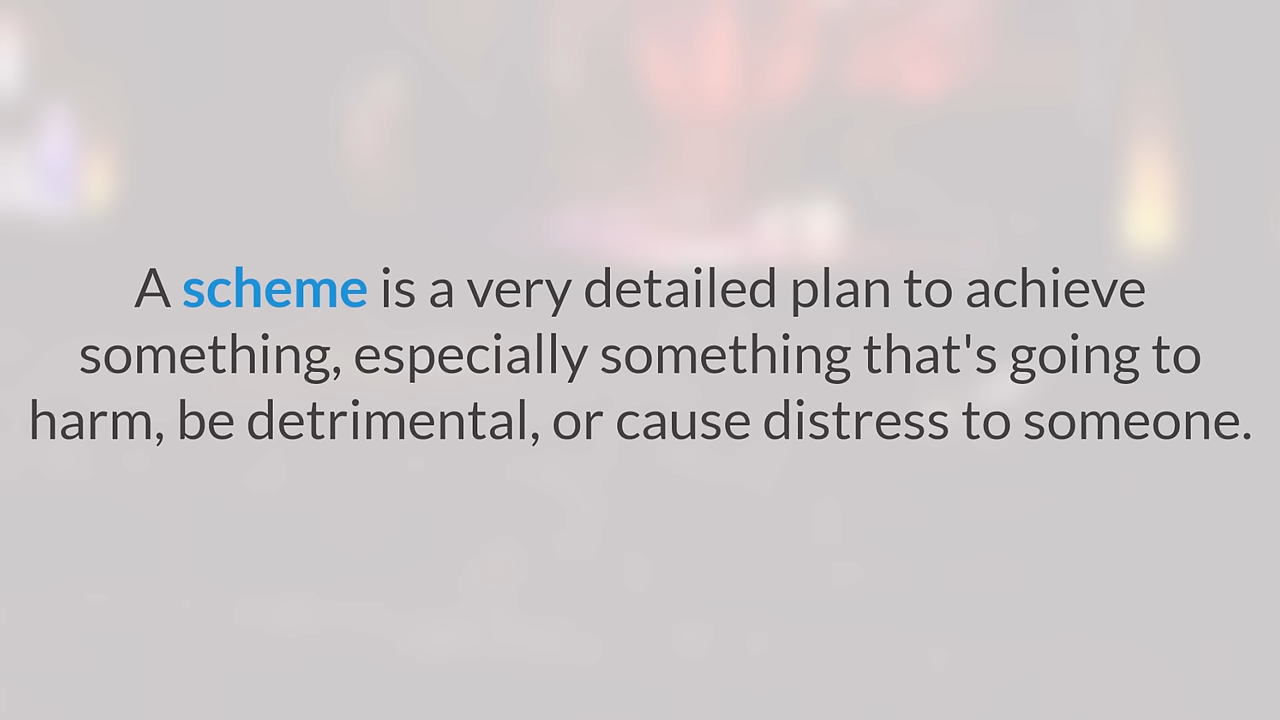 A scheme is a very detailed plan to achieve
something, especially something that's going to
harm, be detrimental, or cause distress to someone.